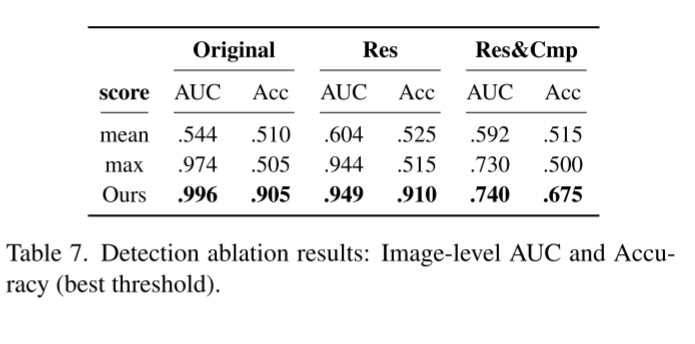 Original Res Res&Cmp
score AUC Acc AUC Acc AUC Acc
mean .544 .510 .604 .525 .592 .515
max .974 .505 .944 .515 .730 .500
Ours .996 .905 .949 .910 .740 .675
Table 7. Detection ablation results: Image-level AUC and Accu-
racy (best threshold).